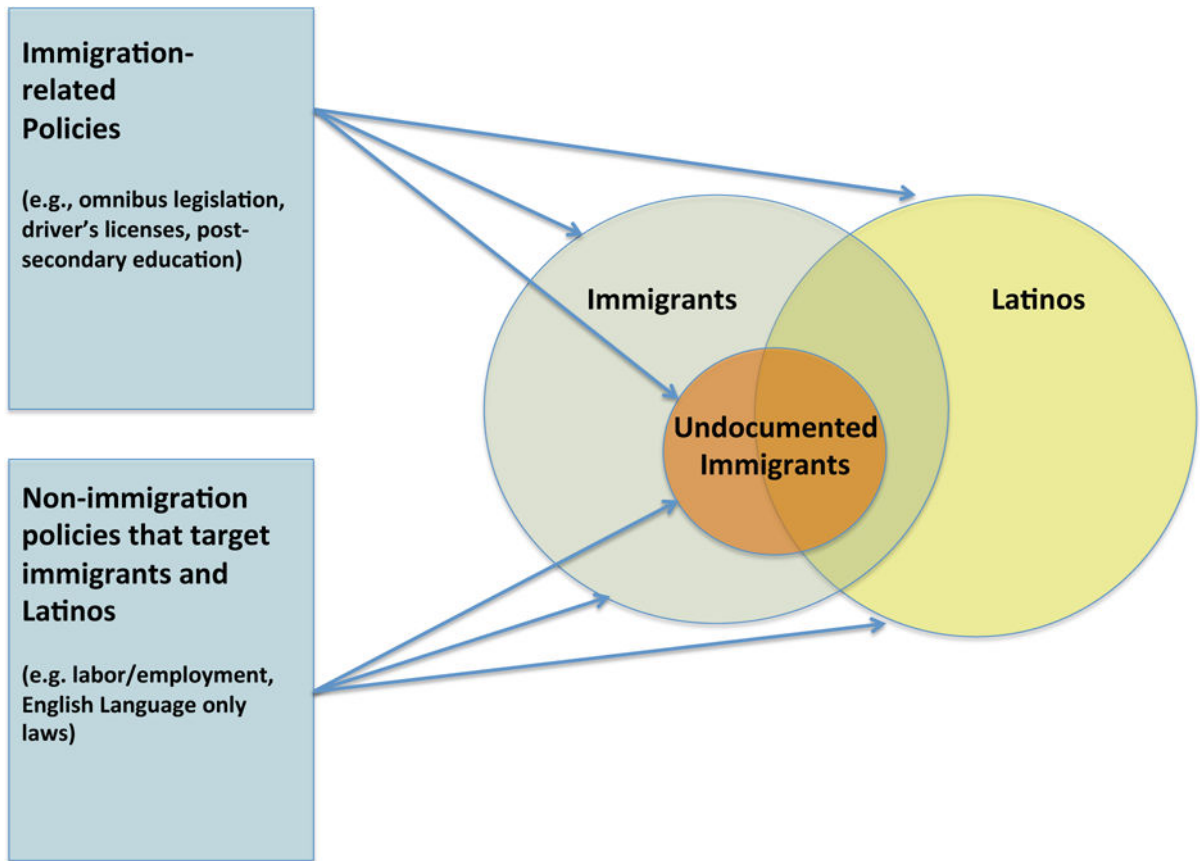 Immigration-
related
Policies
(e.g., omnibus legislation,
driver’s licenses, post-
secondary education)
Immigrants
Latinos
Undocumented
Immigrants
Non-immigration
policies that target
immigrants and
Latinos
(e.g. labor/employment,
English Language only
laws)